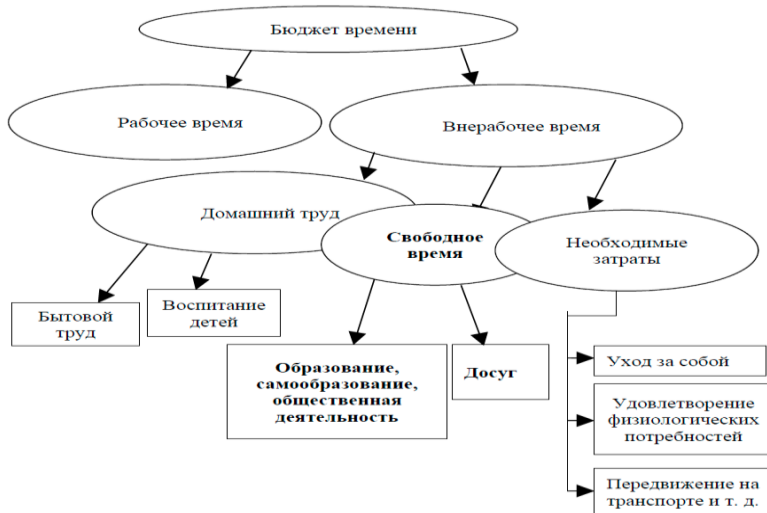 Бюджет времени
Рабочее время
Внерабочее время
Домашний труд
Свободное
время
Необходимые
затраты
Бытовой
труд
Воспитание
детей
Образование,
самообразование,
общественная
деятельность
Досуг
Уход за собой
Удовлетворение
физиологических
потребностей
Передвижение на
транспорте и т. д.